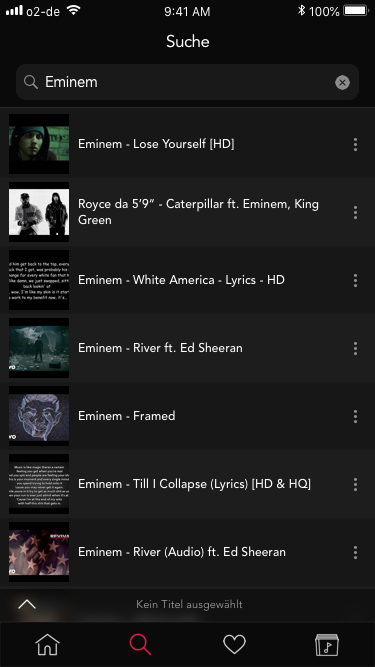 o2-de 9:41 AM 100%
Suche
Eminem
Eminem - Lose Yourself [HD]
Royce da 5’9” - Caterpillar ft. Eminem, King
Green
Eminem - White America - Lyrics - HD
Eminem - River ft. Ed Sheeran
Eminem - Framed
Eminem - Till I Collapse (Lyrics) [HD & HQ]
Eminem - River (Audio) ft. Ed Sheeran
Kein Titel ausgewählt